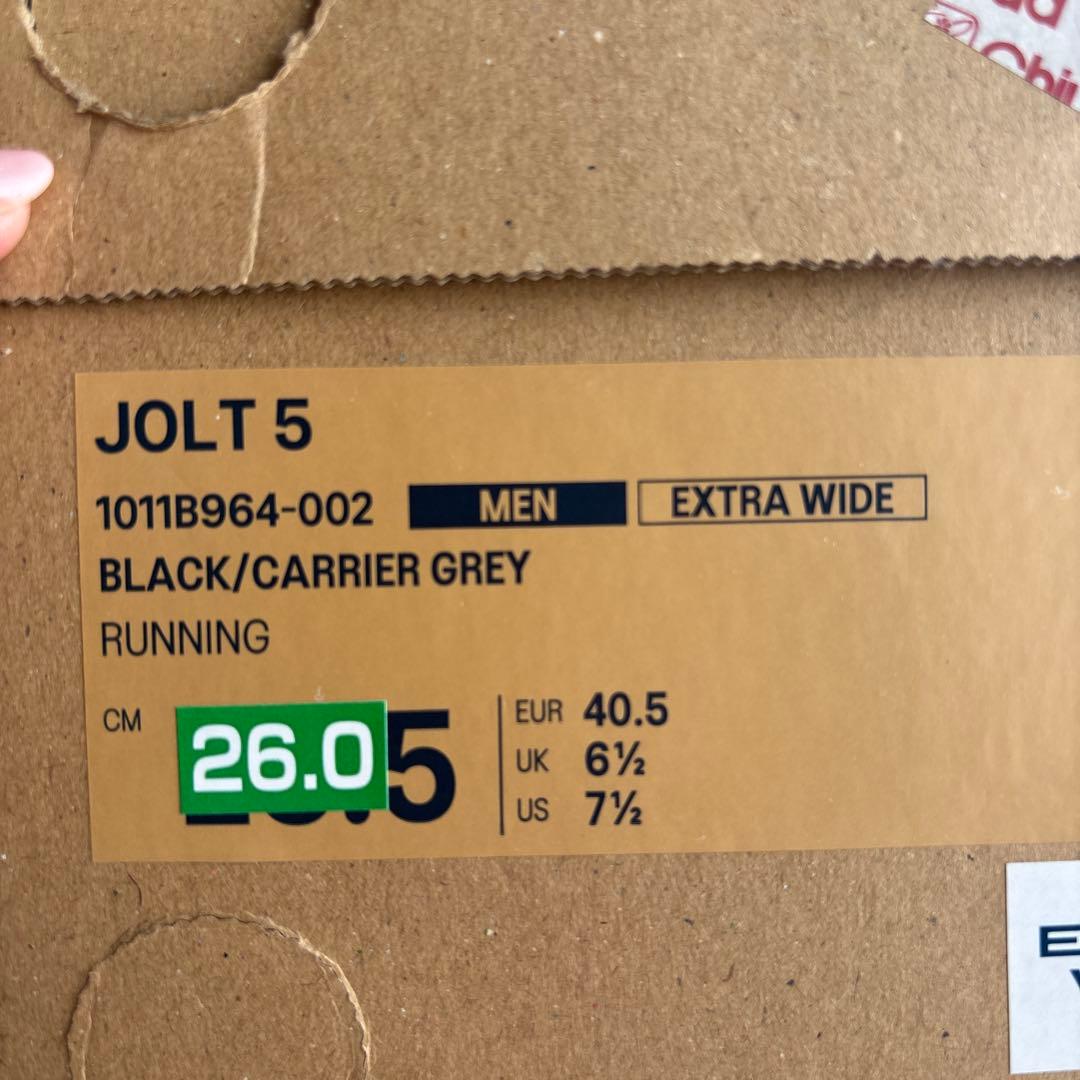 JOLT 5
1011B964-002 MEN EXTRA WIDE
BLACK/CARRIER GREY
RUNNING
CM 26.0 5
EUR 40.5
UK 6½
US 7½